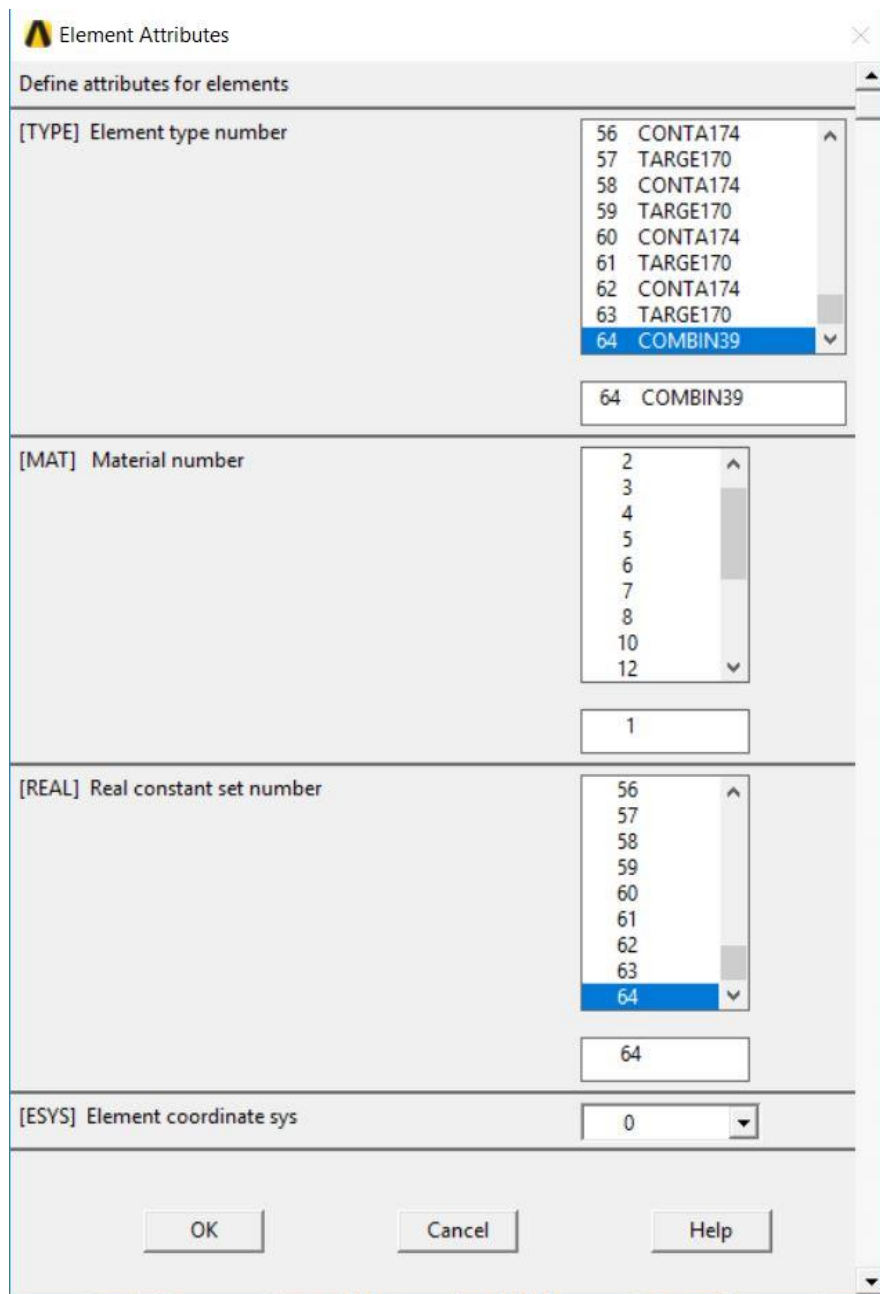 Element Attributes
Define attributes for elements
[TYPE] Element type number
56 CONTA174
57 TARGE170
58 CONTA174
59 TARGE170
60 CONTA174
61 TARGE170
62 CONTA174
63 TARGE170
64 COMBIN39
64 COMBIN39
[MAT] Material number
2
3
4
5
6
7
8
10
12
1
[REAL] Real constant set number
56
57
58
59
60
61
62
63
64
64
[ESYS] Element coordinate sys
0
OK Cancel Help